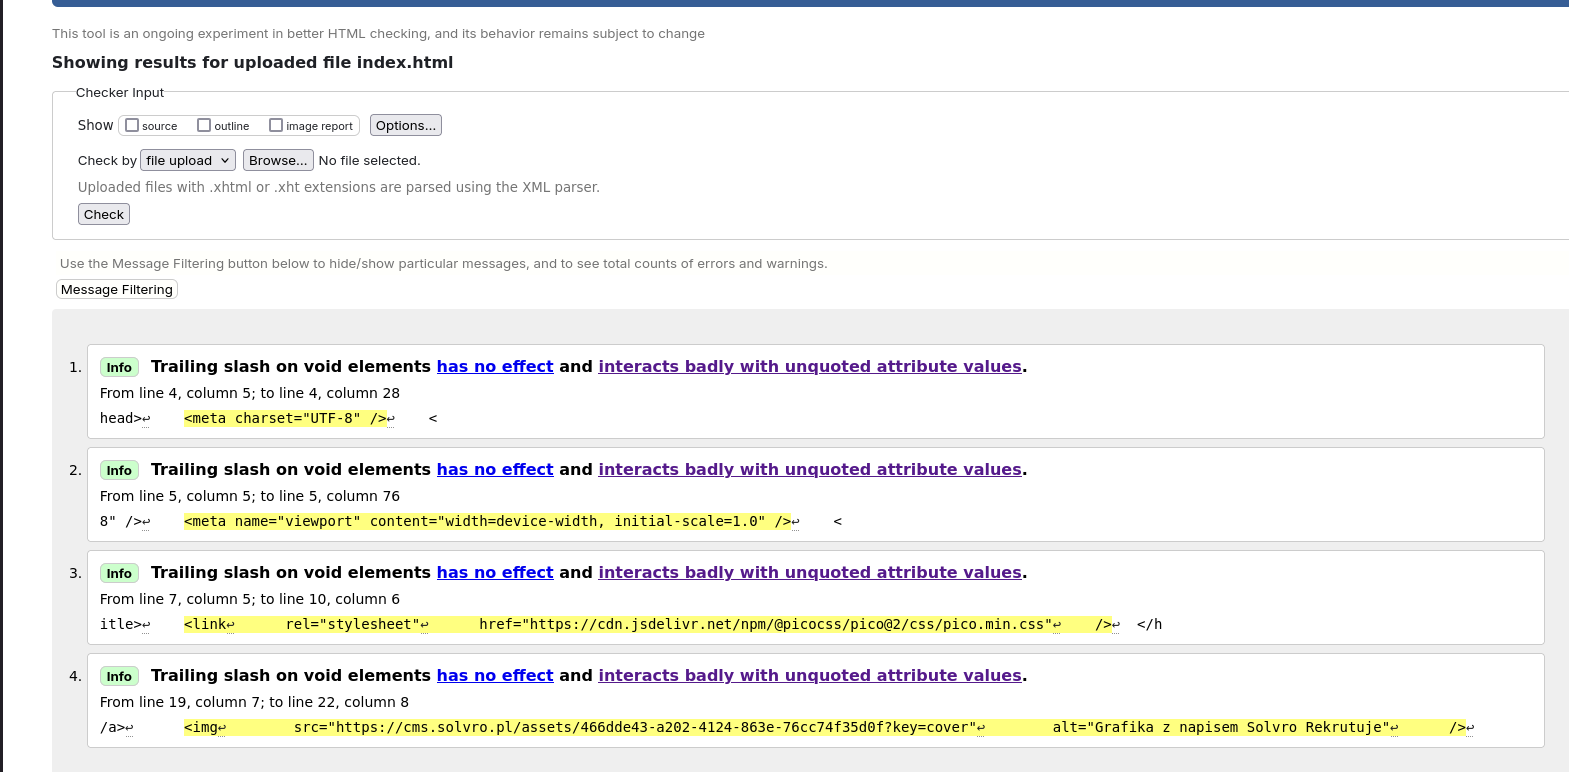 This tool is an ongoing experiment in better HTML checking, and its behavior remains subject to change
Showing results for uploaded file index.html
Checker Input
Show source outline image report Options...
Check by file upload Browse... No file selected.
Uploaded files with .xhtml or .xht extensions are parsed using the XML parser.
Check
Use the Message Filtering button below to hide/show particular messages, and to see total counts of errors and warnings.
Message Filtering
1. Info Trailing slash on void elements has no effect and interacts badly with unquoted attribute values.
From line 4, column 5; to line 4, column 28
head>↩    <meta charset="UTF-8" />↩    <
2. Info Trailing slash on void elements has no effect and interacts badly with unquoted attribute values.
From line 5, column 5; to line 5, column 76
8" />↩    <meta name="viewport" content="width=device-width, initial-scale=1.0" />↩    <
3. Info Trailing slash on void elements has no effect and interacts badly with unquoted attribute values.
From line 7, column 5; to line 10, column 6
itle>↩    <link↩      rel="stylesheet"↩      href="https://cdn.jsdelivr.net/npm/@picocss/pico@2/css/pico.min.css"↩    />↩  </h
4. Info Trailing slash on void elements has no effect and interacts badly with unquoted attribute values.
From line 19, column 7; to line 22, column 8
/a>↩      <img↩        src="https://cms.solvro.pl/assets/466dde43-a202-4124-863e-76cc74f35d0f?key=cover"↩        alt="Grafika z napisem Solvro Rekrutuje"↩      />↩